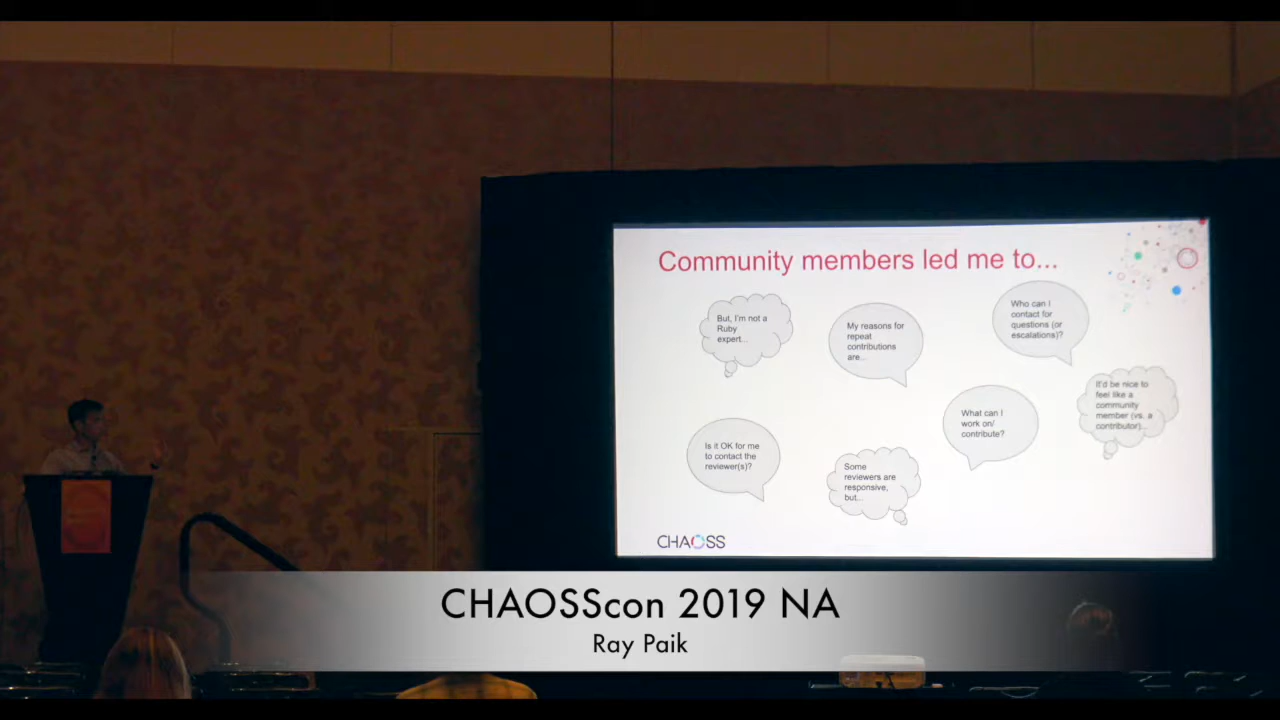 Community members led me to...
But, I'm not a
Ruby
expert...
My reasons for
repeat
contributions
are...
Who can I
contact for
questions (or
escalations)?
It'd be nice to
feel like a
community
member (vs. a
contributor)...
What can I
work on/
contribute?
Is it OK for me
to contact the
reviewer(s)?
Some
reviewers are
responsive,
but...
CHAOSS
CHAOSScon 2019 NA
Ray Paik